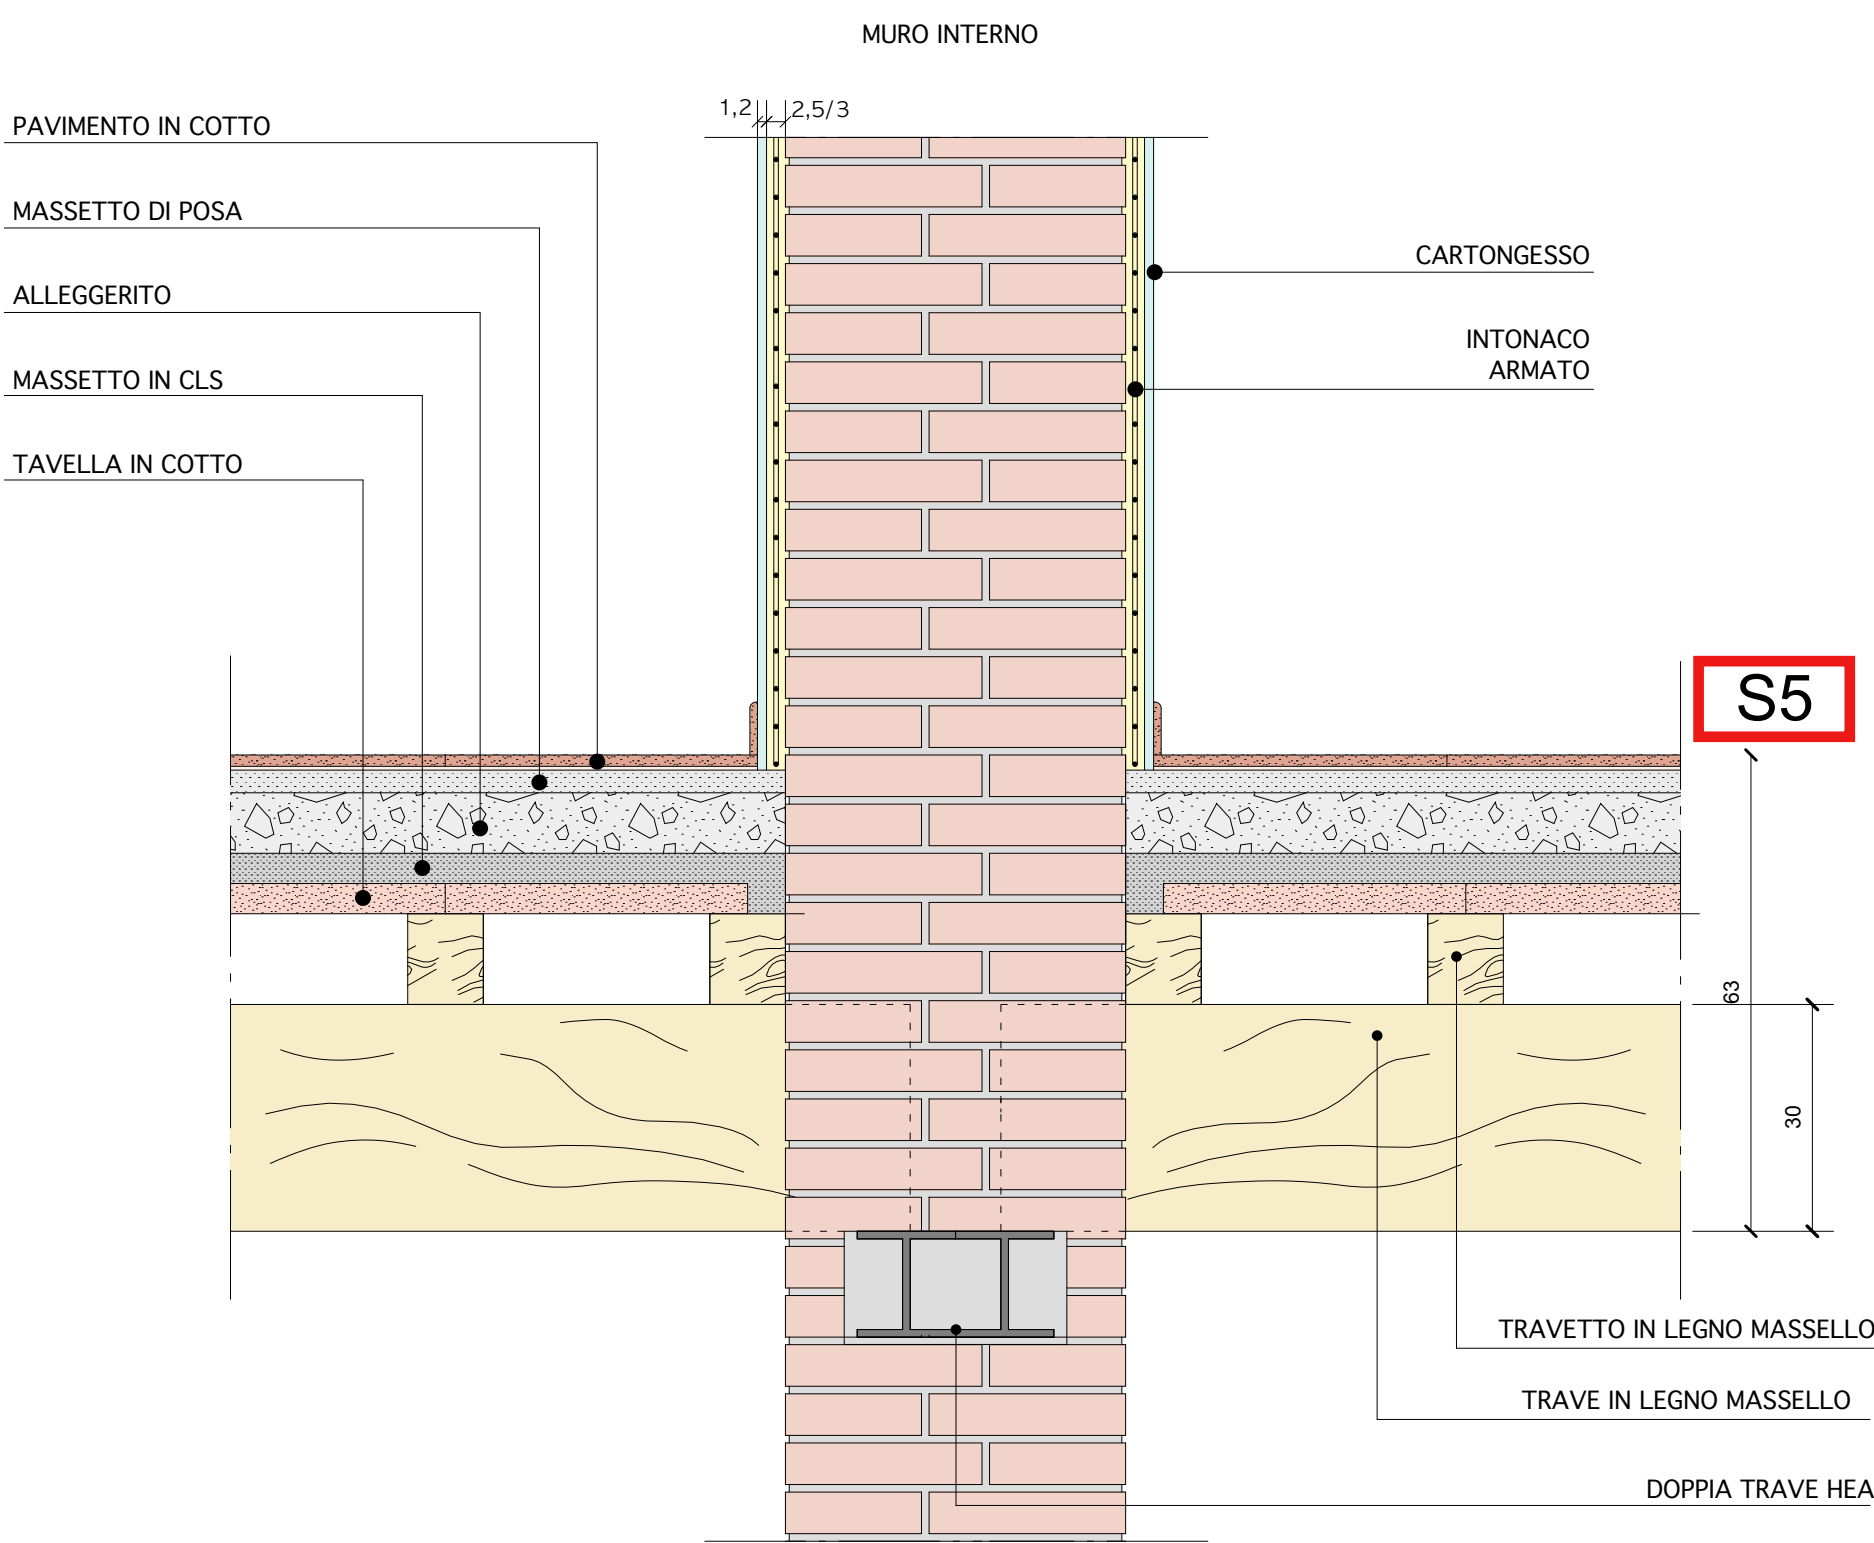 MURO INTERNO
1,2
2,5/3
PAVIMENTO IN COTTO
MASSETTO DI POSA
ALLEGGERITO
MASSETTO IN CLS
TAVELLA IN COTTO
CARTONGESSO
INTONACO
ARMATO
S5
63
30
TRAVETTO IN LEGNO MASSELLO
TRAVE IN LEGNO MASSELLO
DOPPIA TRAVE HEA